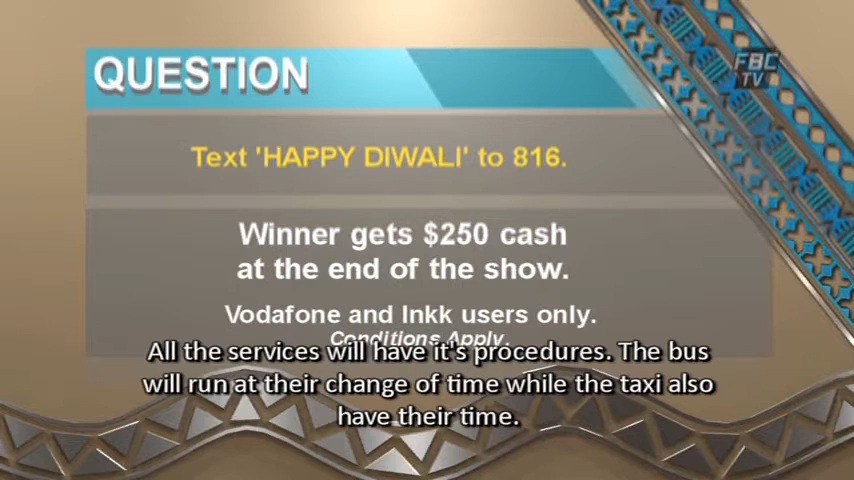 FBC
TV
QUESTION
Text 'HAPPY DIWALI' to 816.
Winner gets $250 cash
at the end of the show.
Vodafone and Inkk users only.
Conditions Apply.
All the services will have it's procedures. The bus
will run at their change of time while the taxi also
have their time.